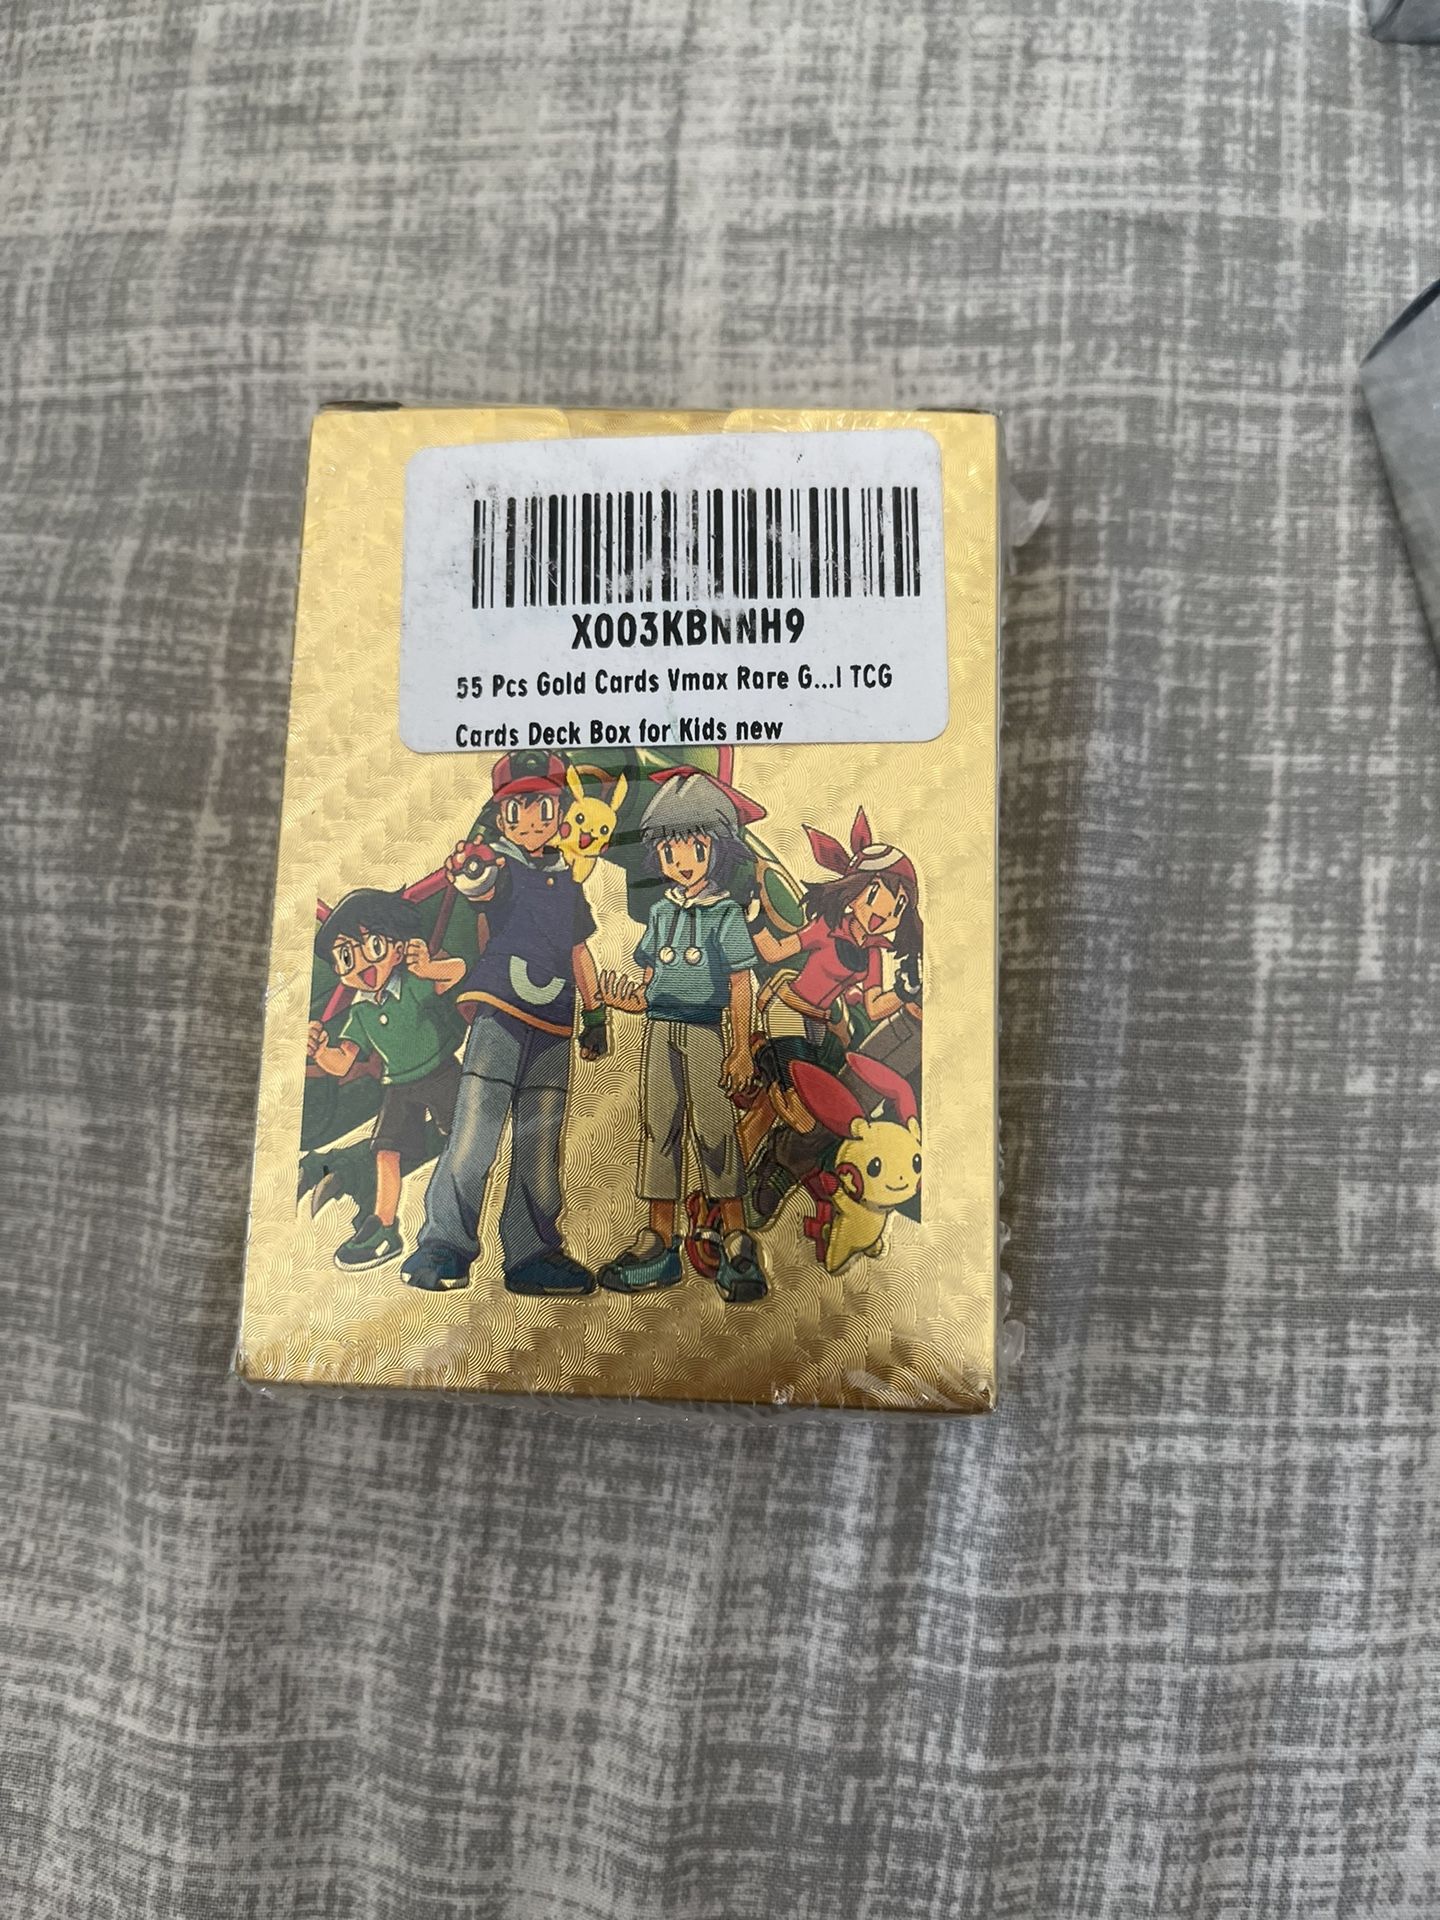 X003KBNNH9
55 Pcs Gold Cards Vmax Rare G...l TCG
Cards Deck Box for Kids new